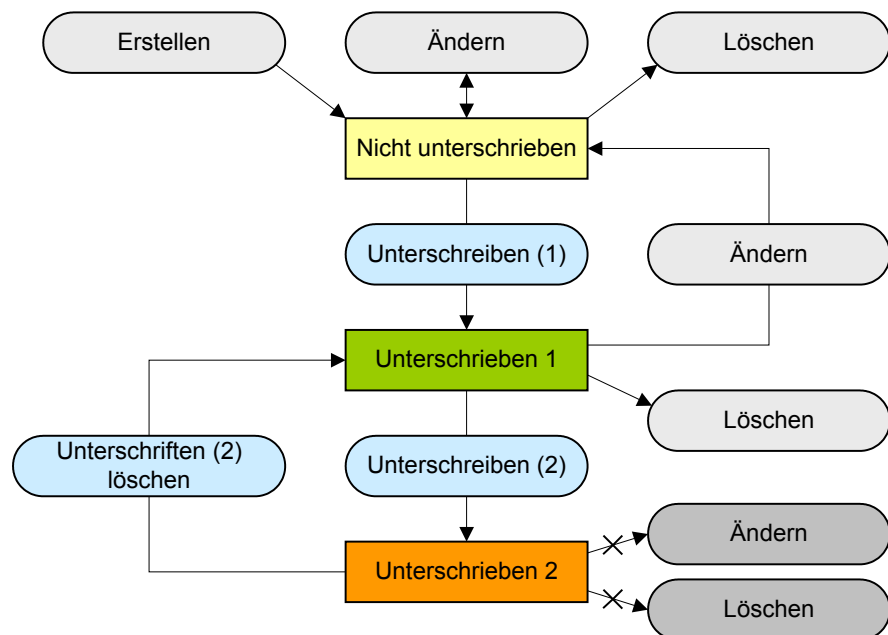 Erstellen
Ändern
Löschen
Nicht unterschrieben
Unterschreiben (1)
Ändern
Unterschrieben 1
Löschen
Unterschriften (2)
löschen
Unterschreiben (2)
Ändern
Unterschrieben 2
Löschen